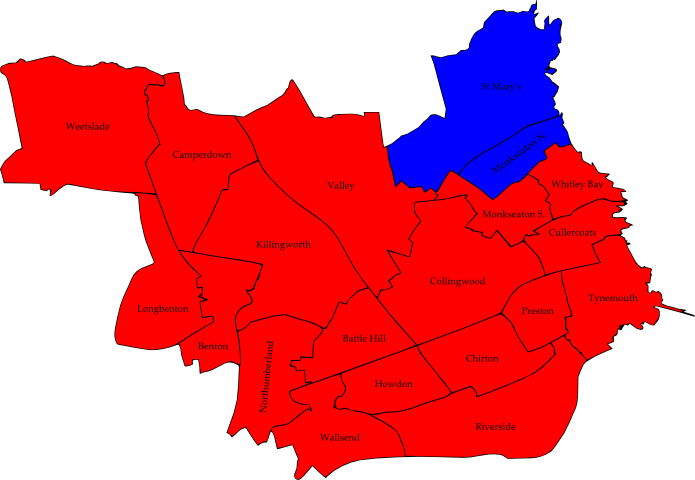 St Mary's
Weetslade
Monkseaton N.
Camperdown
Valley
Whitley Bay
Monkseaton S.
Cullercoats
Killingworth
Collingwood
Tynemouth
Longbenton
Preston
Battle Hill
Benton
Chirton
Northumberland
Howdon
Riverside
Wallsend